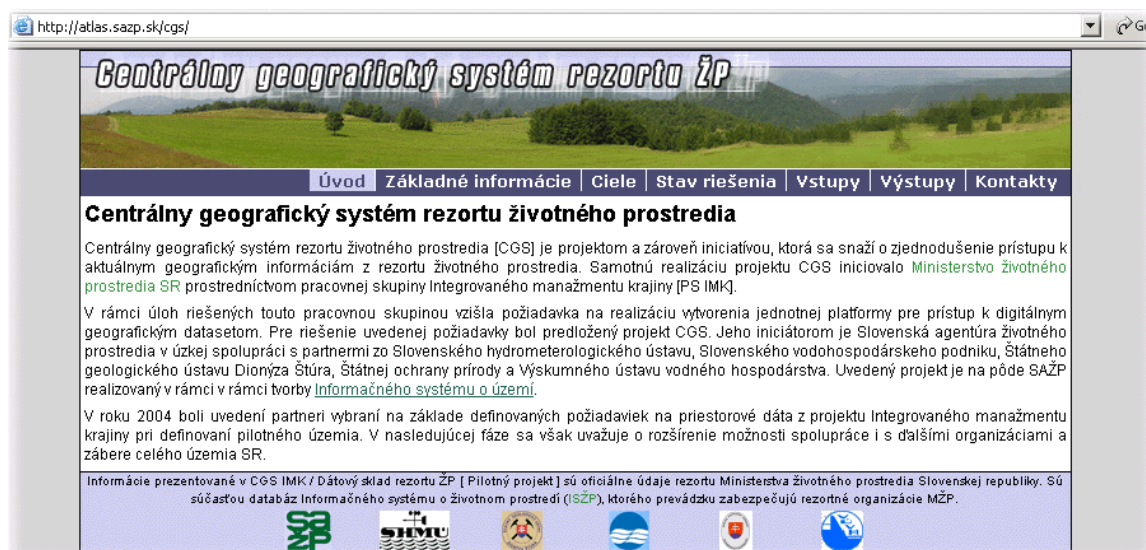 http://atlas.sazp.sk/cgs/
Centrálny geografický systém rezortu ŽP
Úvod Základné informácie Ciele Stav riešenia Vstupy Výstupy Kontakty
Centrálny geografický systém rezortu životného prostredia
Centrálny geografický systém rezortu životného prostredia [CGS] je projektom a zároveň iniciatívou, ktorá sa snaží o zjednodušenie prístupu k
aktuálnym geografickým informáciám z rezortu životného prostredia. Samotnú realizáciu projektu CGS iniciovalo Ministerstvo životného
prostredia SR prostredníctvom pracovnej skupiny Integrovaného manažmentu krajiny [PS IMK].
V rámci úloh riešených touto pracovnou skupinou vzišla požiadavka na realizáciu vytvorenia jednotnej platformy pre prístup k digitálnym
geografickým datasetom. Pre riešenie uvedenej požiadavky bol predložený projekt CGS. Jeho iniciátorom je Slovenská agentúra životného
prostredia v úzkej spolupráci s partnermi zo Slovenského hydrometerologického ústavu, Slovenského vodohospodárskeho podniku, Štátneho
geologického ústavu Dionýza Štúra, Štátnej ochrany prírody a Výskumného ústavu vodného hospodárstva. Uvedený projekt je na pôde SAŽP
realizovaný v rámci v rámci tvorby Informačného systému o území.
V roku 2004 boli uvedení partneri vybraní na základe definovaných požiadaviek na priestorové dáta z projektu Integrovaného manažmentu
krajiny pri definovaní pilotného územia. V nasledujúcej fáze sa však uvažuje o rozšírenie možnosti spolupráce i s ďalšími organizáciami a
zábere celého územia SR.
Informácie prezentované v CGS IMK / Dátový sklad rezortu ŽP [ Pilotný projekt ] sú oficiálne údaje rezortu Ministerstva životného prostredia Slovenskej republiky. Sú
súčasťou databáz Informačného systému o životnom prostredí (ISŽP), ktorého prevádzku zabezpečujú rezortné organizácie MŽP.
SAŽP SHMÚ